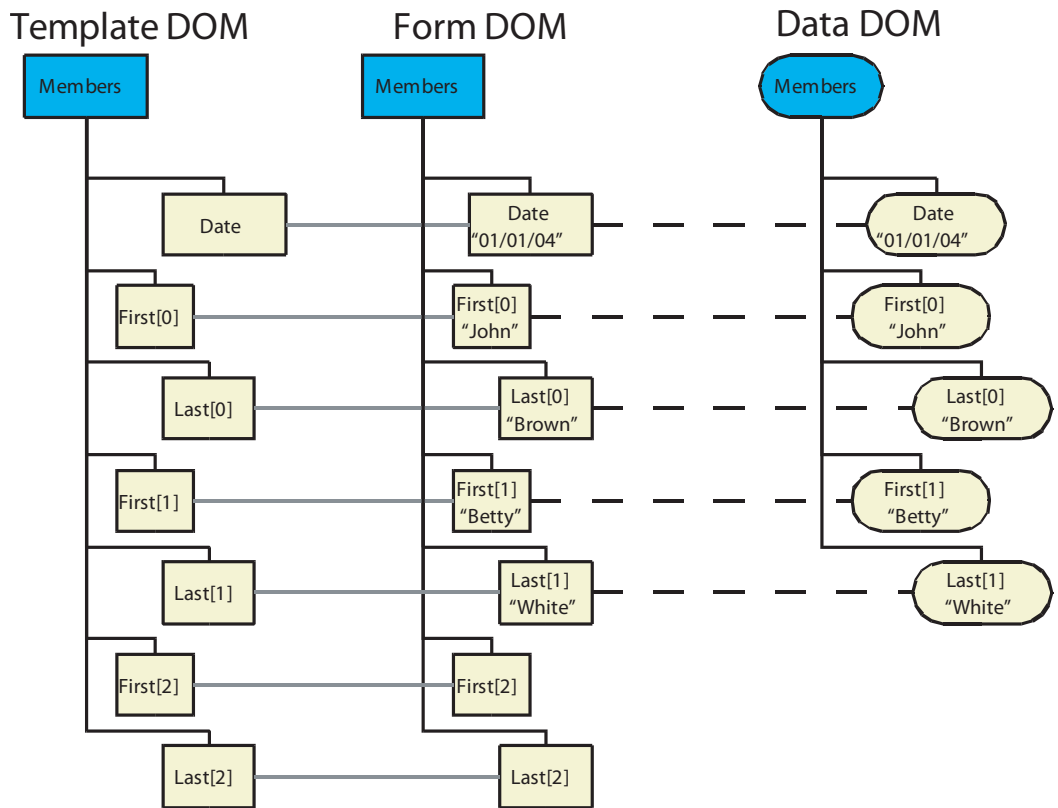 Template DOM
Form DOM
Data DOM
Members
Members
Members
Date
Date
“01/01/04”
Date
“01/01/04”
First[0]
First[0]
“John”
First[0]
“John”
Last[0]
Last[0]
“Brown”
Last[0]
“Brown”
First[1]
First[1]
“Betty”
First[1]
“Betty”
Last[1]
Last[1]
“White”
Last[1]
“White”
First[2]
First[2]
Last[2]
Last[2]